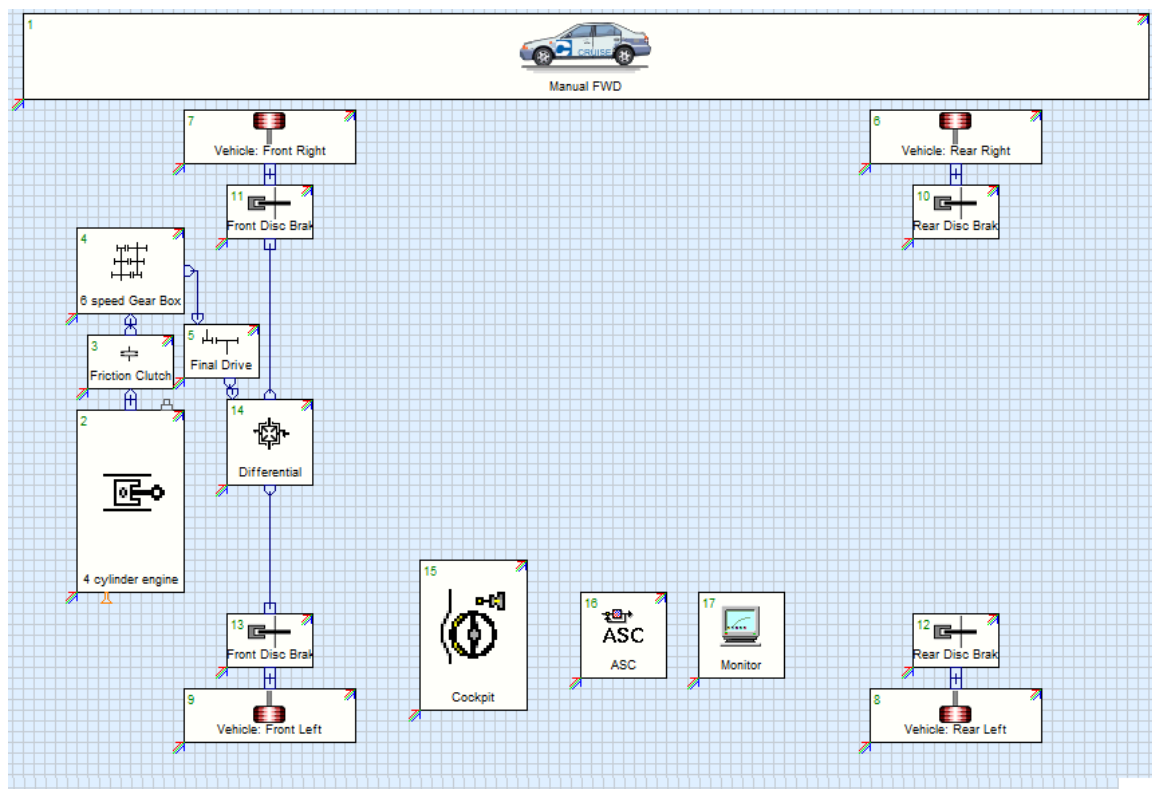 1
C CRUISE
Manual FWD
7
Vehicle: Front Right
6
Vehicle: Rear Right
11
Front Disc Brak
10
Rear Disc Brak
4
6 speed Gear Box
5
Final Drive
3
Friction Clutch
14
Differential
2
4 cylinder engine
15
Cockpit
16
ASC
ASC
17
Monitor
13
Front Disc Brak
12
Rear Disc Brak
9
Vehicle: Front Left
8
Vehicle: Rear Left